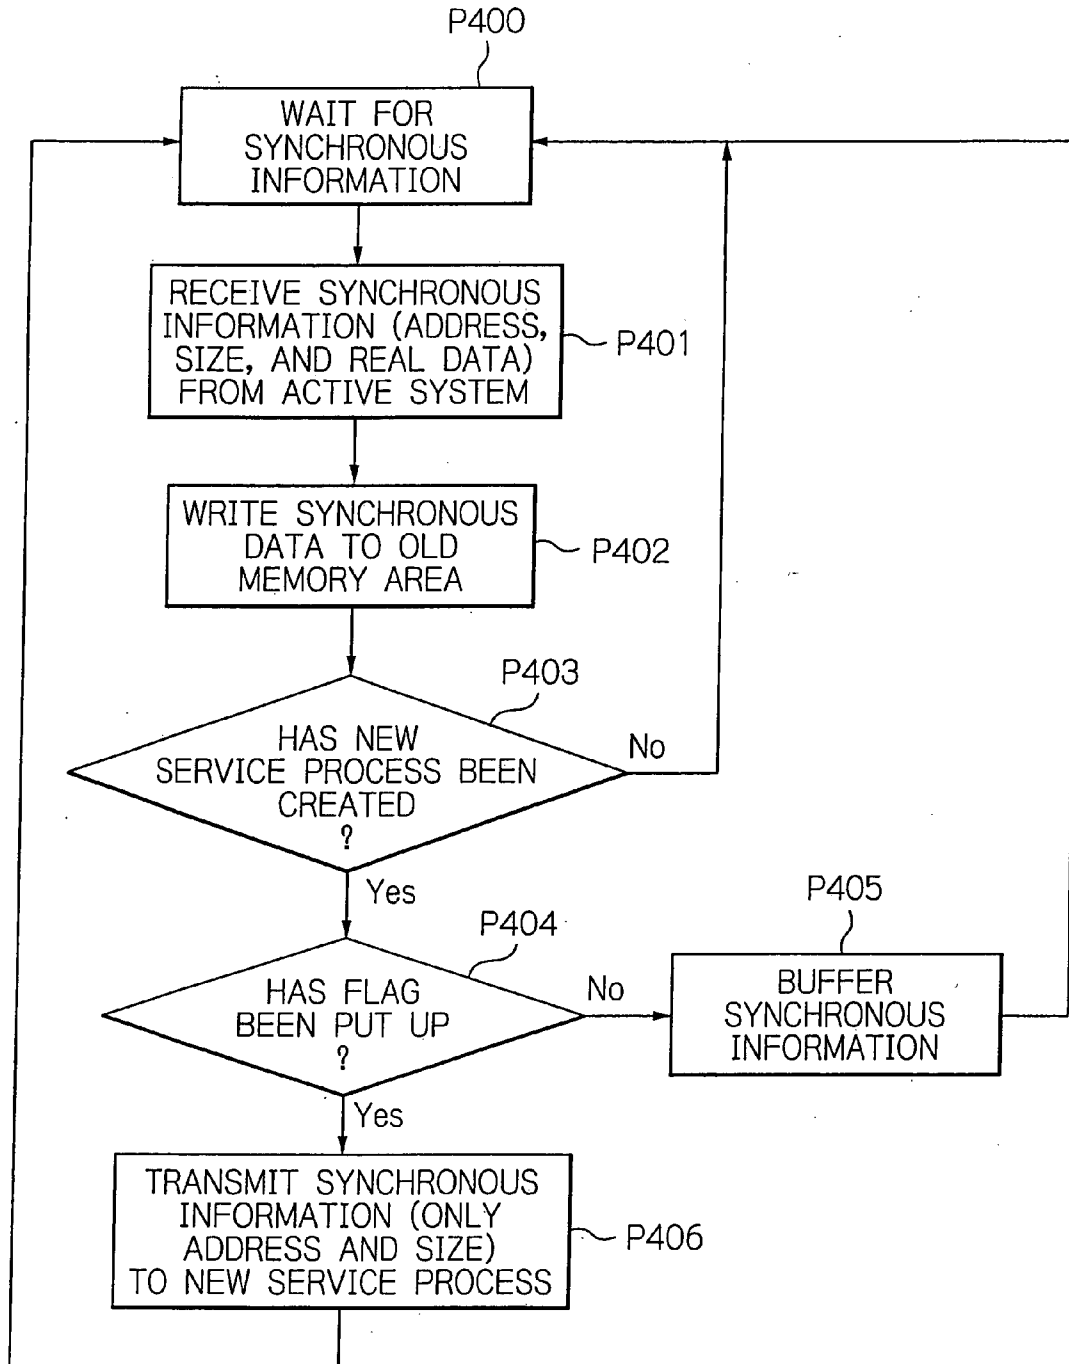 P400
WAIT FOR
SYNCHRONOUS
INFORMATION
RECEIVE SYNCHRONOUS
INFORMATION (ADDRESS,
SIZE, AND REAL DATA)
FROM ACTIVE SYSTEM
P401
WRITE SYNCHRONOUS
DATA TO OLD
MEMORY AREA
P402
P403
HAS NEW
SERVICE PROCESS BEEN
CREATED
?
No
Yes
P404
HAS FLAG
BEEN PUT UP
?
No
P405
BUFFER
SYNCHRONOUS
INFORMATION
Yes
TRANSMIT SYNCHRONOUS
INFORMATION (ONLY
ADDRESS AND SIZE)
TO NEW SERVICE PROCESS
P406